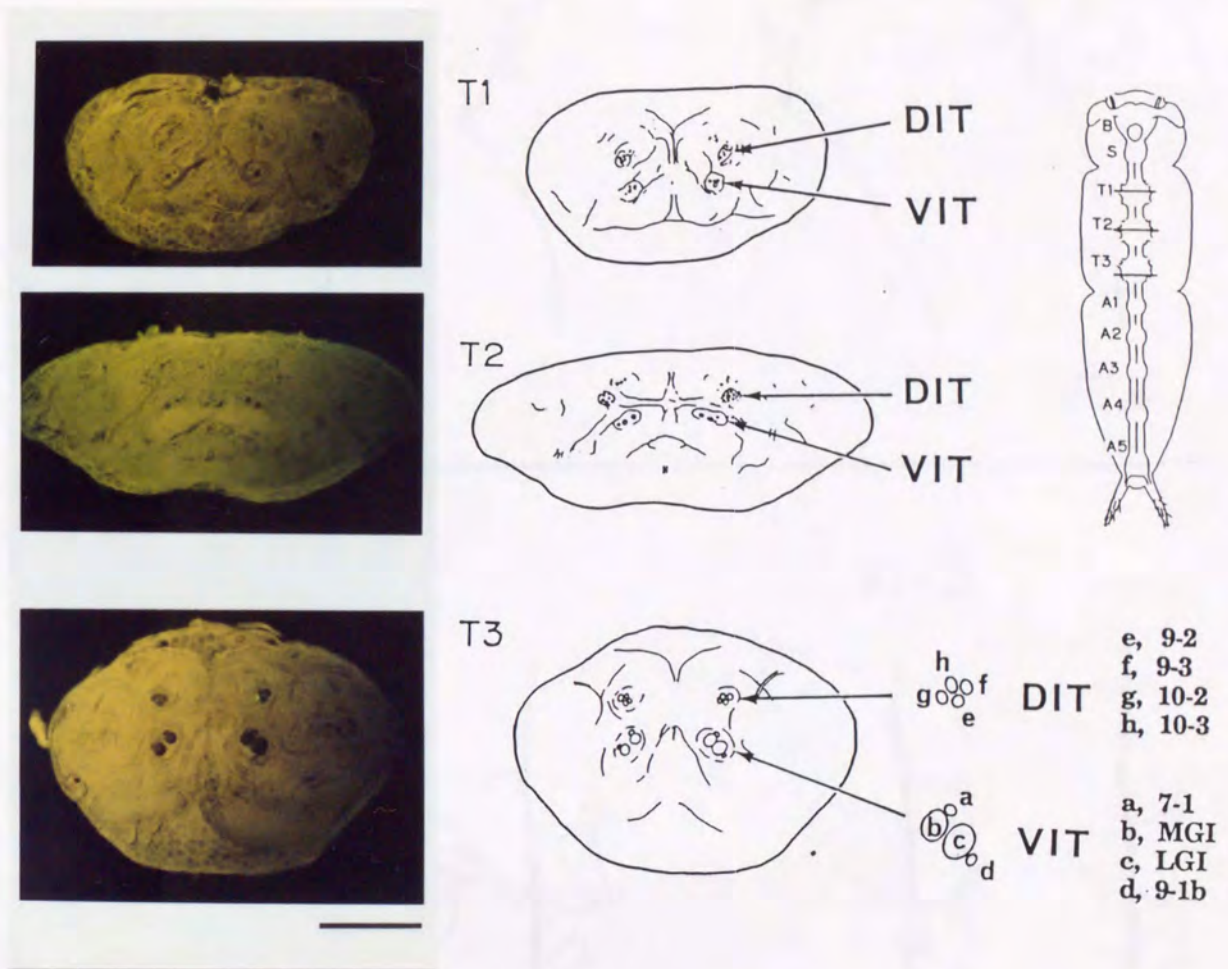 T1
DIT
VIT
T2
DIT
VIT
T3
h
g
f
e
DIT
e, 9-2
f, 9-3
g, 10-2
h, 10-3
a
b
c
d
VIT
a, 7-1
b, MGI
c, LGI
d, 9-1b
B
S
T1
T2
T3
A1
A2
A3
A4
A5